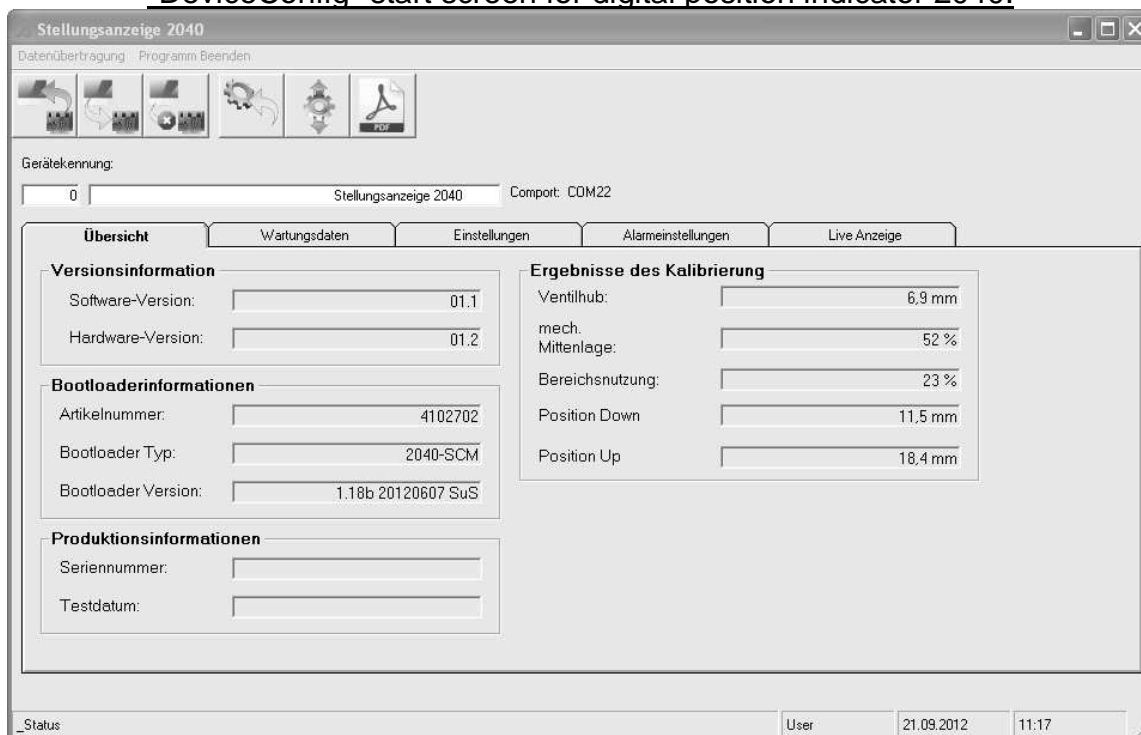 "DeviceConfig" start screen for digital position indicator 2040:
Stellungsanzeige 2040
Datenübertragung Programm Beenden
PDF
Gerätekennung:
0 Stellungsanzeige 2040 Comport: COM22
Übersicht Wartungsdaten Einstellungen Alarmeinstellungen Live Anzeige
Versionsinformation
Software-Version: 01.1
Hardware-Version: 01.2
Bootloaderinformationen
Artikelnummer: 4102702
Bootloader Typ: 2040-SCM
Bootloader Version: 1.18b 20120607 SuS
Produktionsinformationen
Seriennummer:
Testdatum:
Ergebnisse des Kalibrierung
Ventilhub: 6,9 mm
mech.
Mittenlage: 52 %
Bereichsnutzung: 23 %
Position Down 11,5 mm
Position Up 18,4 mm
_Status User 21.09.2012 11:17